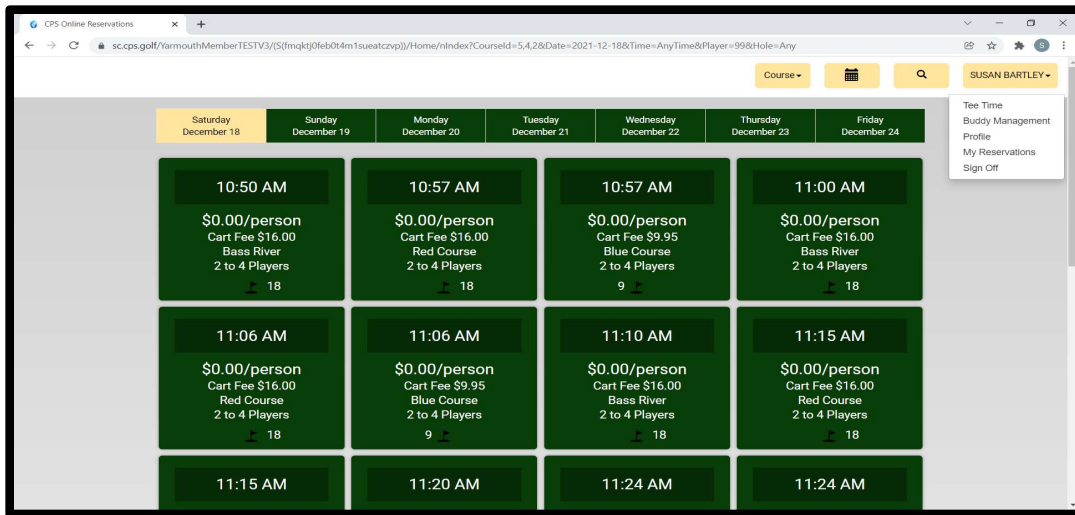 CPS Online Reservations
sc.cps.golf/YarmouthMemberTESTV3/(S(fmqktj0feb0t4m1sueatczvp))/Home/nIndex?CourseId=5,4,2&Date=2021-12-18&Time=AnyTime&Player=99&Hole=Any
S
Course
SUSAN BARTLEY
Tee Time
Buddy Management
Profile
My Reservations
Sign Off
Saturday
December 18
Sunday
December 19
Monday
December 20
Tuesday
December 21
Wednesday
December 22
Thursday
December 23
Friday
December 24
10:50 AM
$0.00/person
Cart Fee $16.00
Bass River
2 to 4 Players
18
10:57 AM
$0.00/person
Cart Fee $16.00
Red Course
2 to 4 Players
18
10:57 AM
$0.00/person
Cart Fee $9.95
Blue Course
2 to 4 Players
9
11:00 AM
$0.00/person
Cart Fee $16.00
Bass River
2 to 4 Players
18
11:06 AM
$0.00/person
Cart Fee $16.00
Red Course
2 to 4 Players
18
11:06 AM
$0.00/person
Cart Fee $9.95
Blue Course
2 to 4 Players
9
11:10 AM
$0.00/person
Cart Fee $16.00
Bass River
2 to 4 Players
18
11:15 AM
$0.00/person
Cart Fee $16.00
Red Course
2 to 4 Players
18
11:15 AM
11:20 AM
11:24 AM
11:24 AM